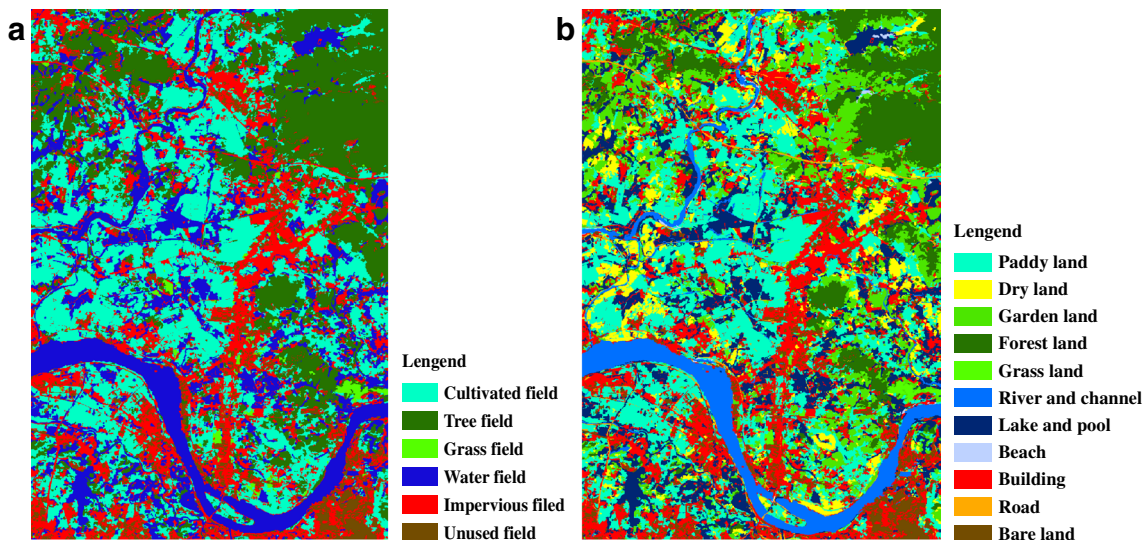 a
Lengend
Cultivated field
Tree field
Grass field
Water field
Impervious filed
Unused field
b
Lengend
Paddy land
Dry land
Garden land
Forest land
Grass land
River and channel
Lake and pool
Beach
Building
Road
Bare land